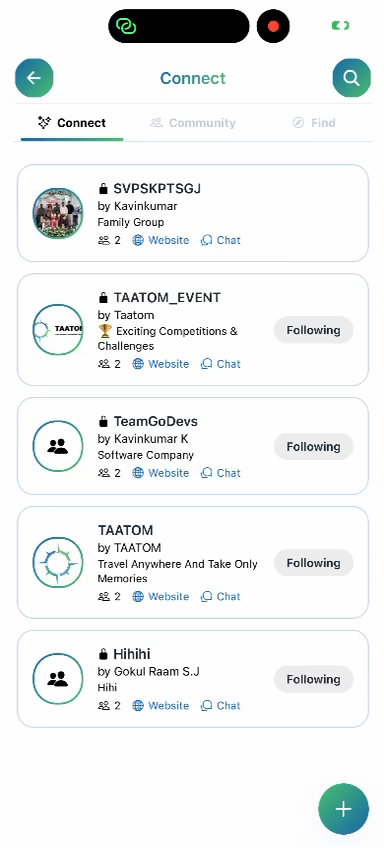 Connect
Connect
Community
Find
SVPSKPTSGJ
by Kavinkumar
Family Group
2 Website Chat
TAATOM_EVENT
by Taatom
🏆 Exciting Competitions &
Challenges
2 Website Chat
Following
TAATOM
TeamGoDevs
by Kavinkumar K
Software Company
2 Website Chat
Following
TAATOM
by TAATOM
Travel Anywhere And Take Only
Memories
2 Website Chat
Following
Hihihi
by Gokul Raam S.J
Hihi
2 Website Chat
Following